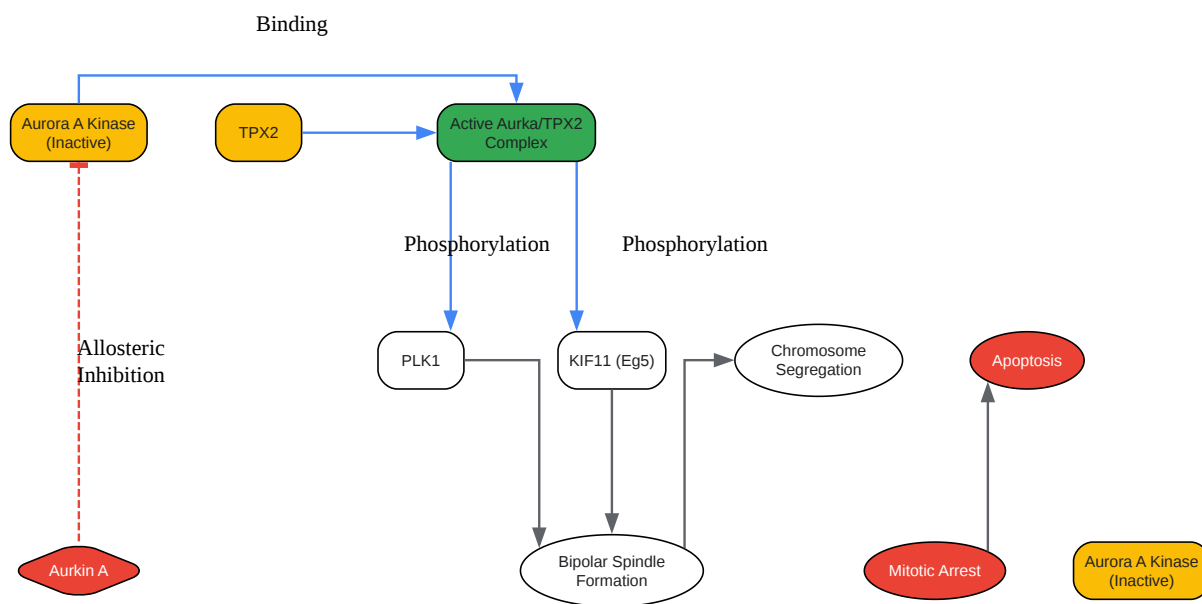 Binding
Aurora A Kinase
(Inactive)
TPX2
Active Aurka/TPX2
Complex
Phosphorylation
Phosphorylation
Allosteric
Inhibition
PLK1
KIF11 (Eg5)
Chromosome
Segregation
Apoptosis
Aurkin A
Bipolar Spindle
Formation
Mitotic Arrest
Aurora A Kinase
(Inactive)